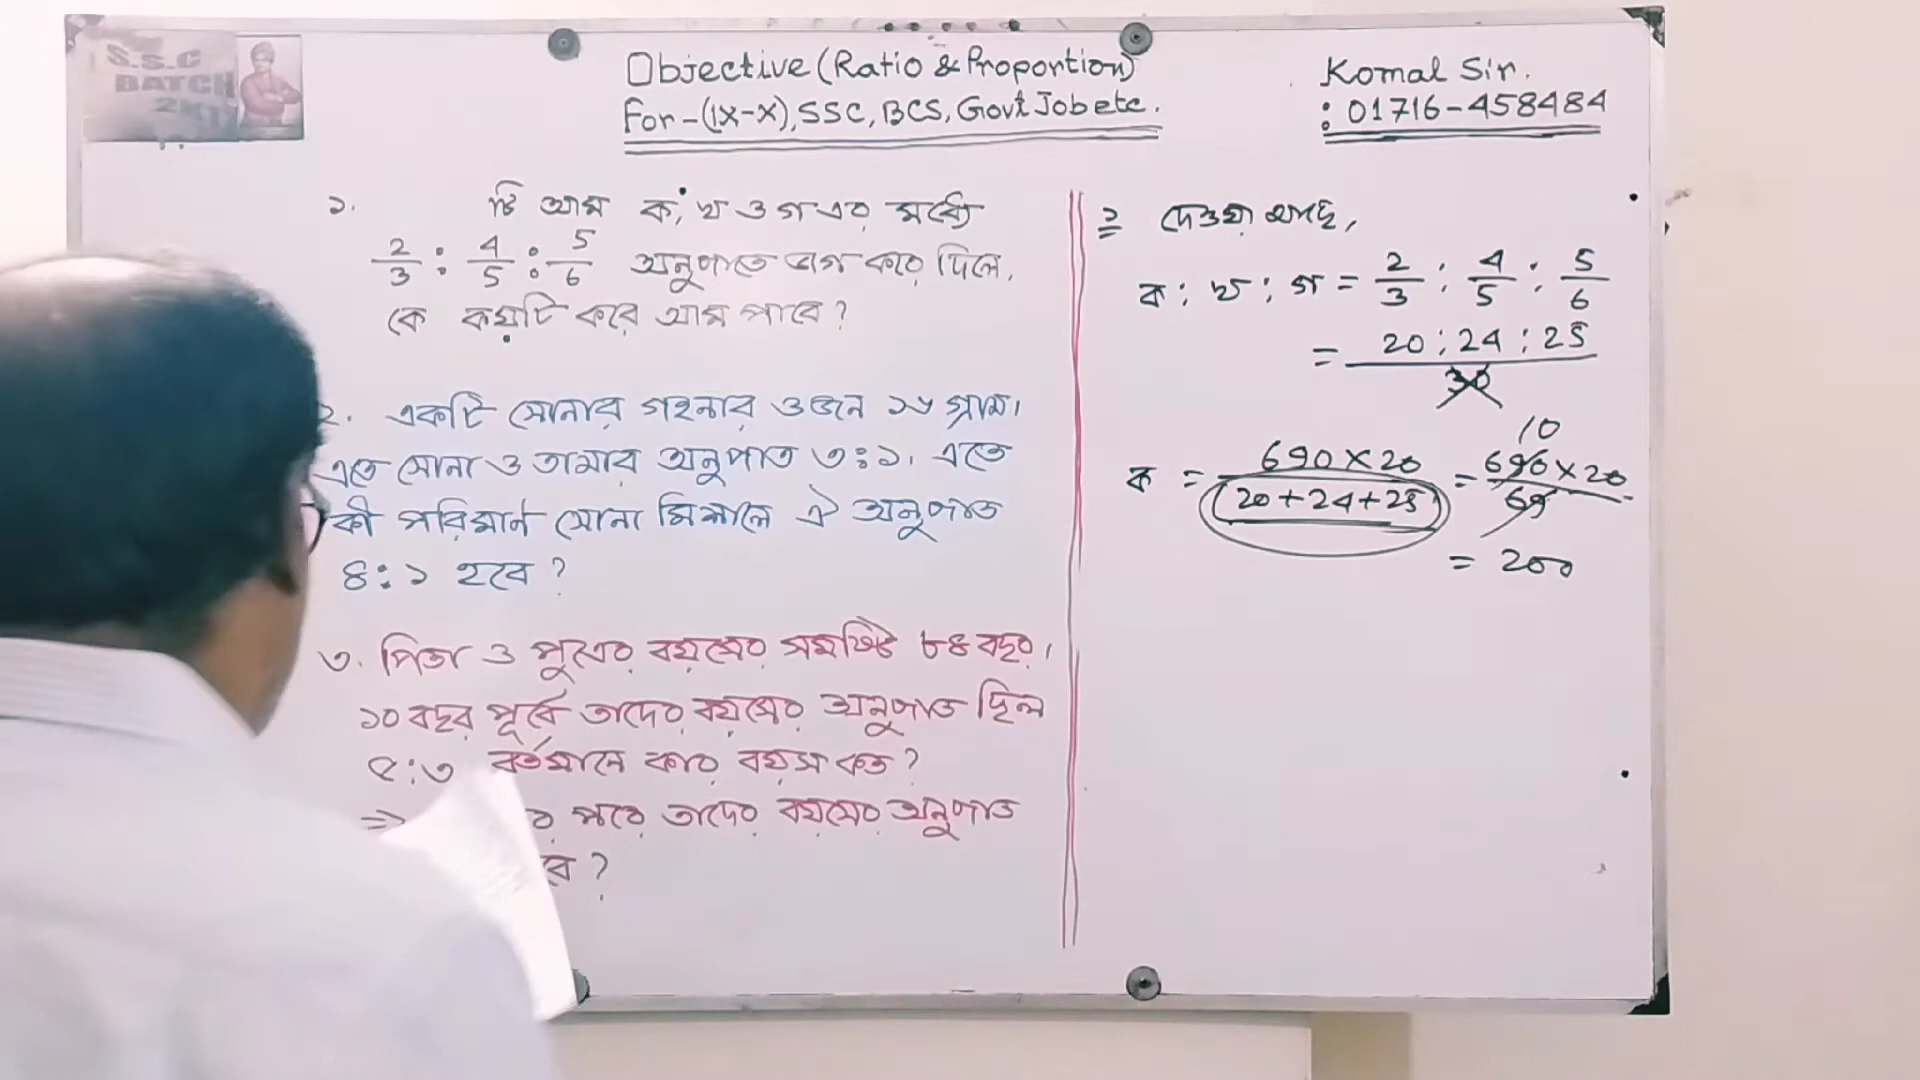 S.S.C
BATCH
2KT
Objective (Ratio & Proportion)
For-(IX-X), SSC, BCS, Govt Job etc.
Komal Sir.
: 01716-458484
১. টি আম ক, খ ও গ এর মধ্যে
2/3 : 4/5 : 5/6 অনুপাতে ভাগ করে দিলে,
কে কয়টি করে আম পাবে?
২. একটি সোনার গহনার ওজন ১৬ গ্রাম।
এতে সোনা ও তামার অনুপাত ৩:১। এতে
কী পরিমান সোনা মিশালে ঐ অনুপাত
৪:১ হবে?
৩. পিতা ও পুত্রের বয়সের সমষ্টি ৮৪ বছর।
১০ বছর পূর্বে তাদের বয়সের অনুপাত ছিল
৫:৩ বর্তমানে কার বয়স কত?
⇒ র পরে তাদের বয়সের অনুপাত
বে?
১ দেওয়া আছে,
ক : খ : গ = 2/3 : 4/5 : 5/6
= 20 : 24 : 25 / 30
10
ক = 690×20 / 20+24+25 = 690×20 / 69
= 200